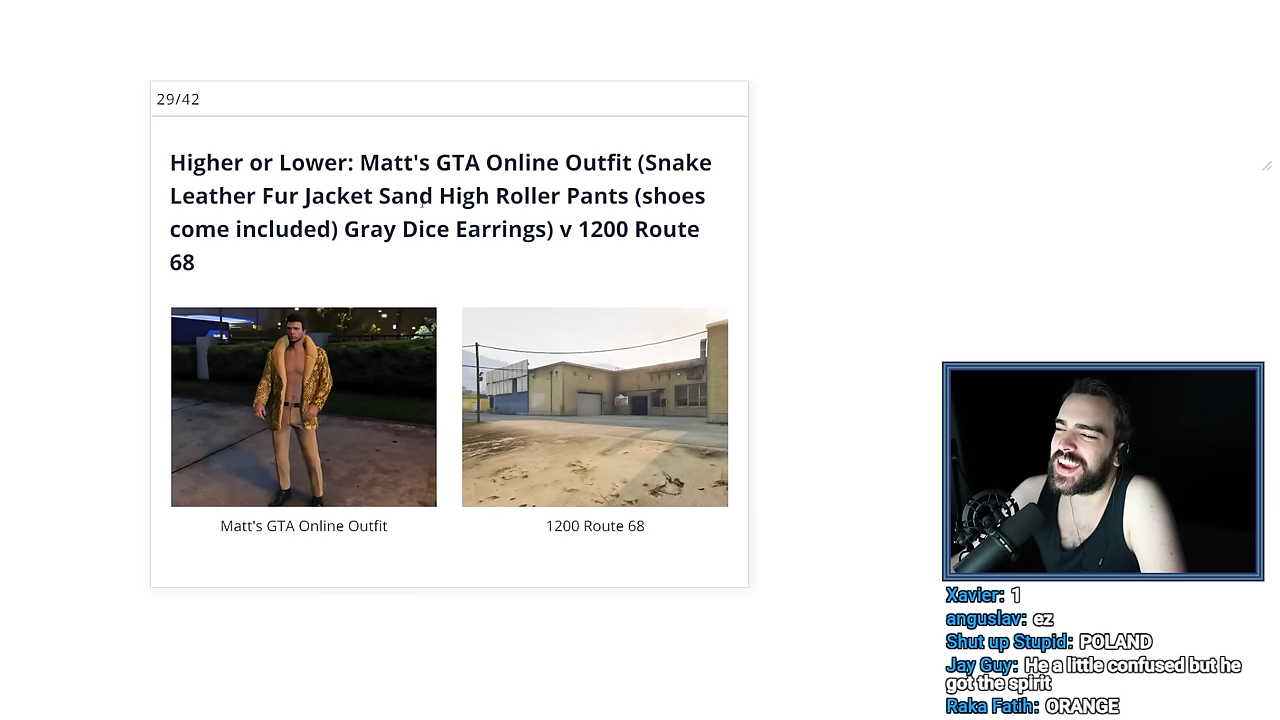 29/42
Higher or Lower: Matt's GTA Online Outfit (Snake
Leather Fur Jacket Sand High Roller Pants (shoes
come included) Gray Dice Earrings) v 1200 Route
68
Matt's GTA Online Outfit
1200 Route 68
Xavier: 1
anguslav: ez
Shut up Stupid: POLAND
Jay Guy: He a little confused but he
got the spirit
Raka Fatih: ORANGE